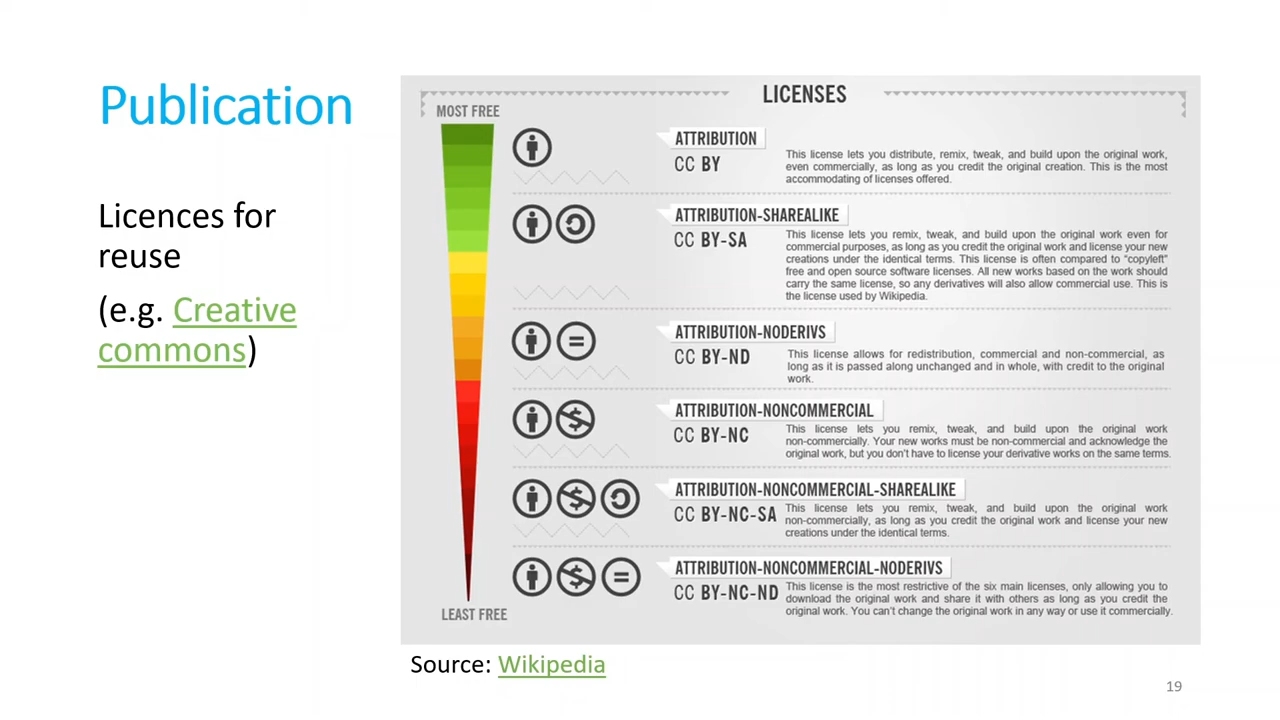 Publication
Licences for
reuse
(e.g. Creative
commons)
LICENSES
MOST FREE
ATTRIBUTION
CC BY
This license lets you distribute, remix, tweak, and build upon the original work,
even commercially, as long as you credit the original creation. This is the most
accommodating of licenses offered.
ATTRIBUTION-SHAREALIKE
CC BY-SA
This license lets you remix, tweak, and build upon the original work even for
commercial purposes, as long as you credit the original work and license your new
creations under the identical terms. This license is often compared to “copyleft”
free and open source software licenses. All new works based on the work should
carry the same license, so any derivatives will also allow commercial use. This is
the license used by Wikipedia.
ATTRIBUTION-NODERIVS
CC BY-ND
This license allows for redistribution, commercial and non-commercial, as
long as it is passed along unchanged and in whole, with credit to the original
work.
ATTRIBUTION-NONCOMMERCIAL
CC BY-NC
This license lets you remix, tweak, and build upon the original work
non-commercially. Your new works must be non-commercial and acknowledge the
original work, but you don’t have to license your derivative works on the same terms.
ATTRIBUTION-NONCOMMERCIAL-SHAREALIKE
CC BY-NC-SA
This license lets you remix, tweak, and build upon the original work
non-commercially, as long as you credit the original work and license your new
creations under the identical terms.
ATTRIBUTION-NONCOMMERCIAL-NODERIVS
CC BY-NC-ND
This license is the most restrictive of the six main licenses, only allowing you to
download the original work and share it with others as long as you credit the
original work. You can’t change the original work in any way or use it commercially.
LEAST FREE
Source: Wikipedia
19